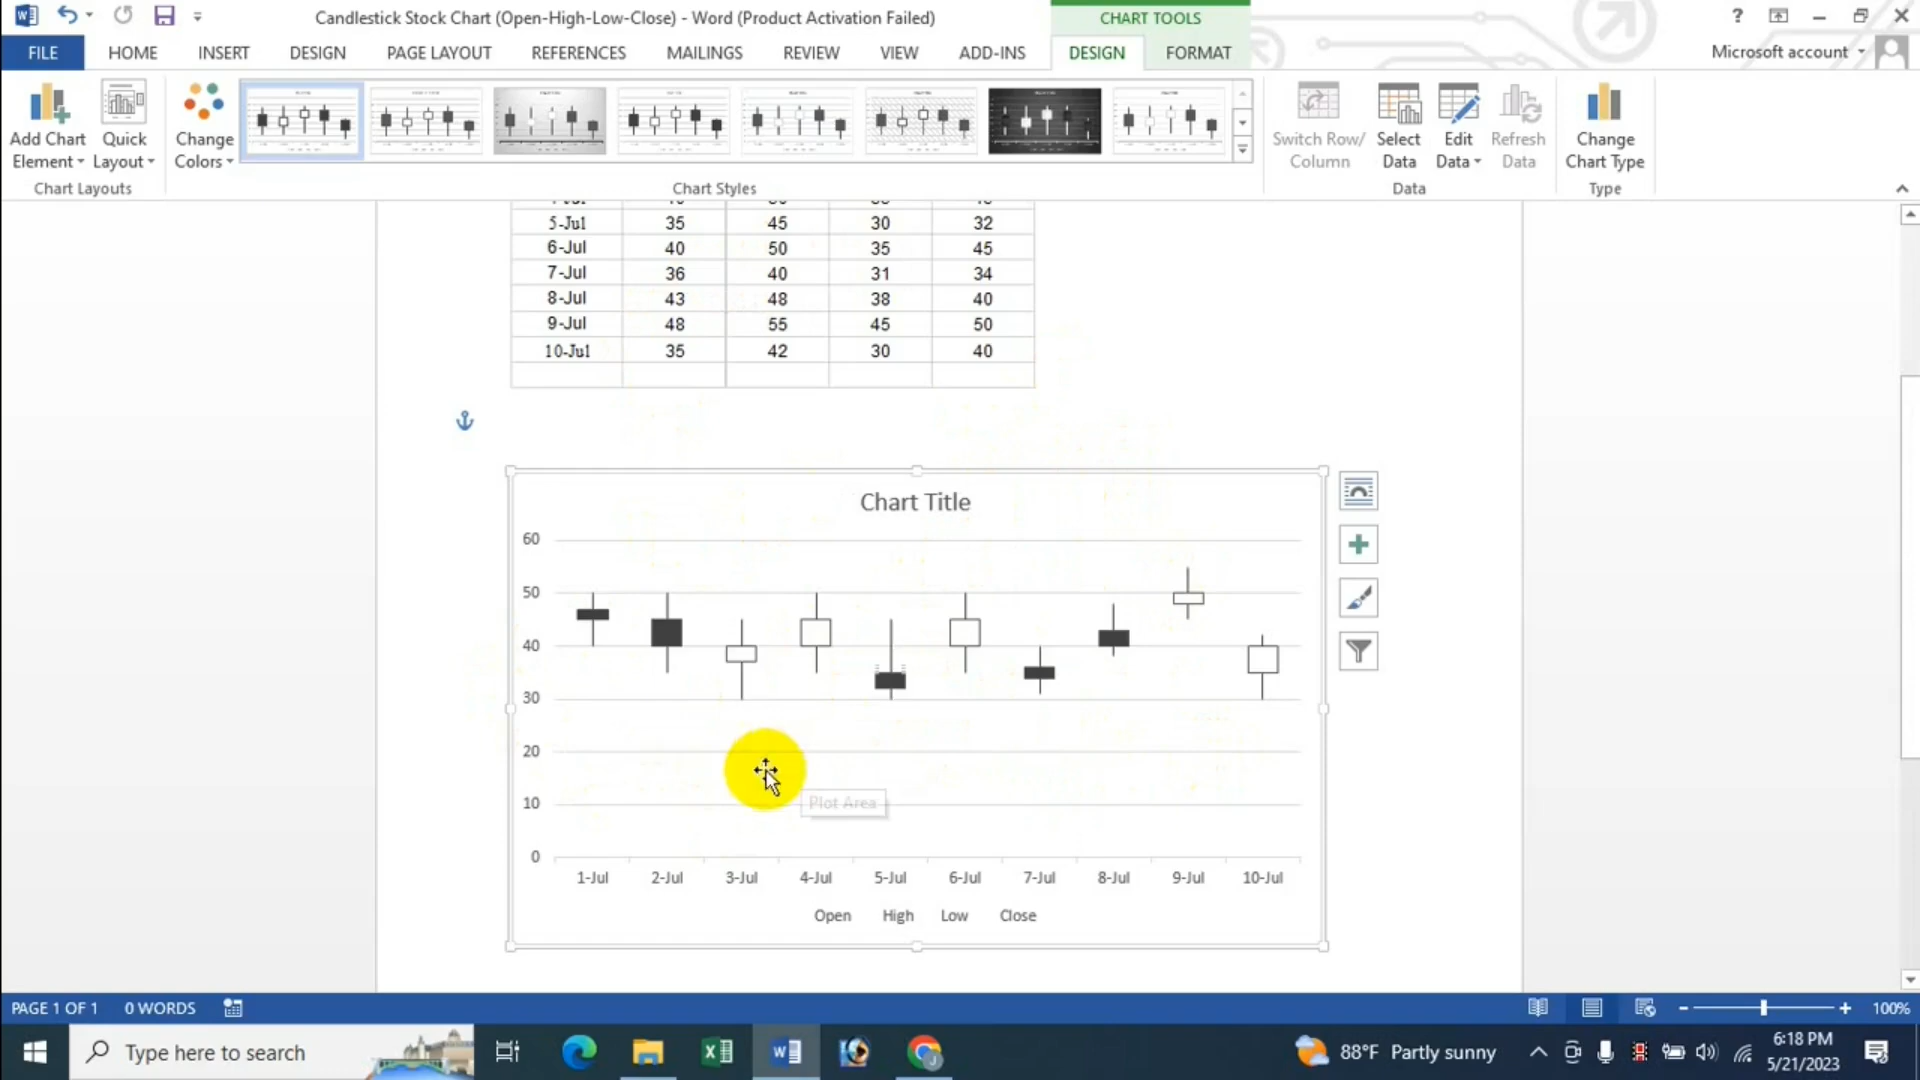 Candlestick Stock Chart (Open-High-Low-Close) - Word (Product Activation Failed)
CHART TOOLS
?
FILE HOME INSERT DESIGN PAGE LAYOUT REFERENCES MAILINGS REVIEW VIEW ADD-INS DESIGN FORMAT
Microsoft account
Add Chart Element
Quick Layout
Change Colors
Switch Row/ Column
Select Data
Edit Data
Refresh Data
Change Chart Type
Chart Layouts
Chart Styles
Data
Type
5-Jul 35 45 30 32
6-Jul 40 50 35 45
7-Jul 36 40 31 34
8-Jul 43 48 38 40
9-Jul 48 55 45 50
10-Jul 35 42 30 40
Chart Title
60
50
40
30
20
10
0
Plot Area
1-Jul 2-Jul 3-Jul 4-Jul 5-Jul 6-Jul 7-Jul 8-Jul 9-Jul 10-Jul
Open High Low Close
PAGE 1 OF 1 0 WORDS
100%
Type here to search
88°F Partly sunny
6:18 PM
5/21/2023